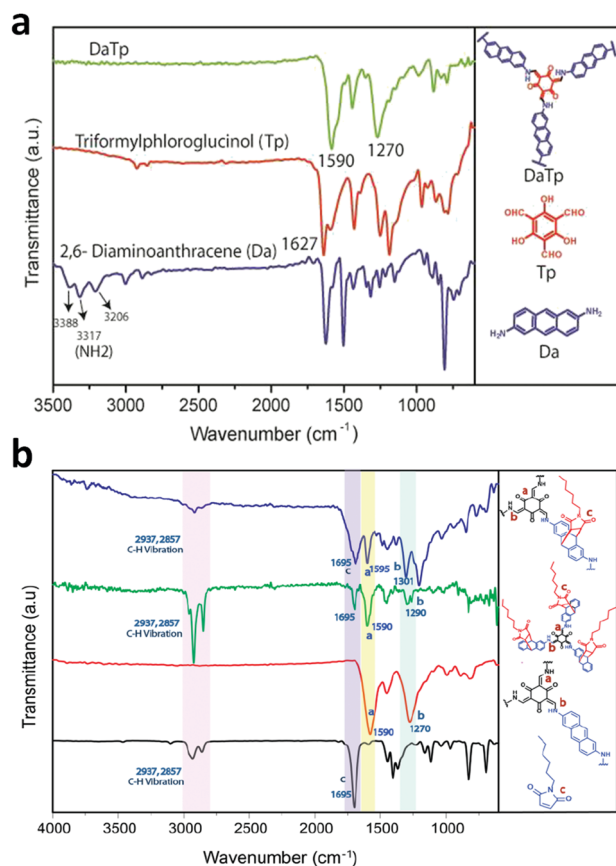 a
DaTp
1590
1270
Triformylphloroglucinol (Tp)
1627
2,6- Diaminoanthracene (Da)
3388
3317
(NH2)
3206
Transmittance (a.u.)
3500 3000 2500 2000 1500 1000
Wavenumber (cm⁻¹)
NH
HN
O
O
O
NH
DaTp
OH
OHC
CHO
HO
OH
CHO
Tp
NH₂
H₂N
Da
b
2937, 2857
C-H Vibration
1695
c
a
1595
b
1301
2937, 2857
C-H Vibration
1695
a
1590
b
1290
a
1590
b
1270
2937, 2857
C-H Vibration
c
1695
Transmittance (a.u)
4000 3500 3000 2500 2000 1500 1000
Wavenumber (cm⁻¹)
a
b
c
c
a
b
a
b
c